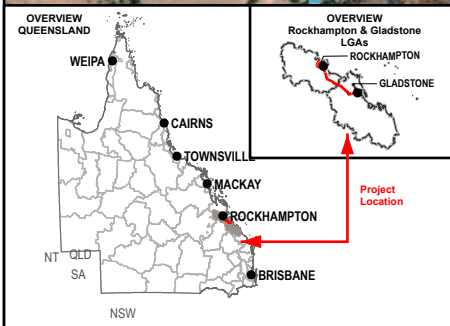 OVERVIEW
QUEENSLAND
WEIPA
CAIRNS
TOWNSVILLE
MACKAY
ROCKHAMPTON
BRISBANE
NT
QLD
SA
NSW
OVERVIEW
Rockhampton & Gladstone
LGAs
ROCKHAMPTON
GLADSTONE
Project
Location